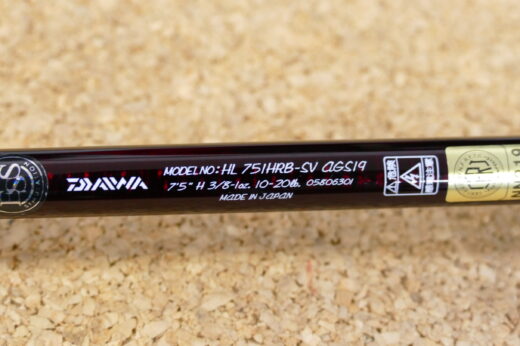 DAIWA
MODEL NO: HL 751HRB-SV AGS19
7'5" H 3/8-1oz. 10-20lb. 05806301
MADE IN JAPAN